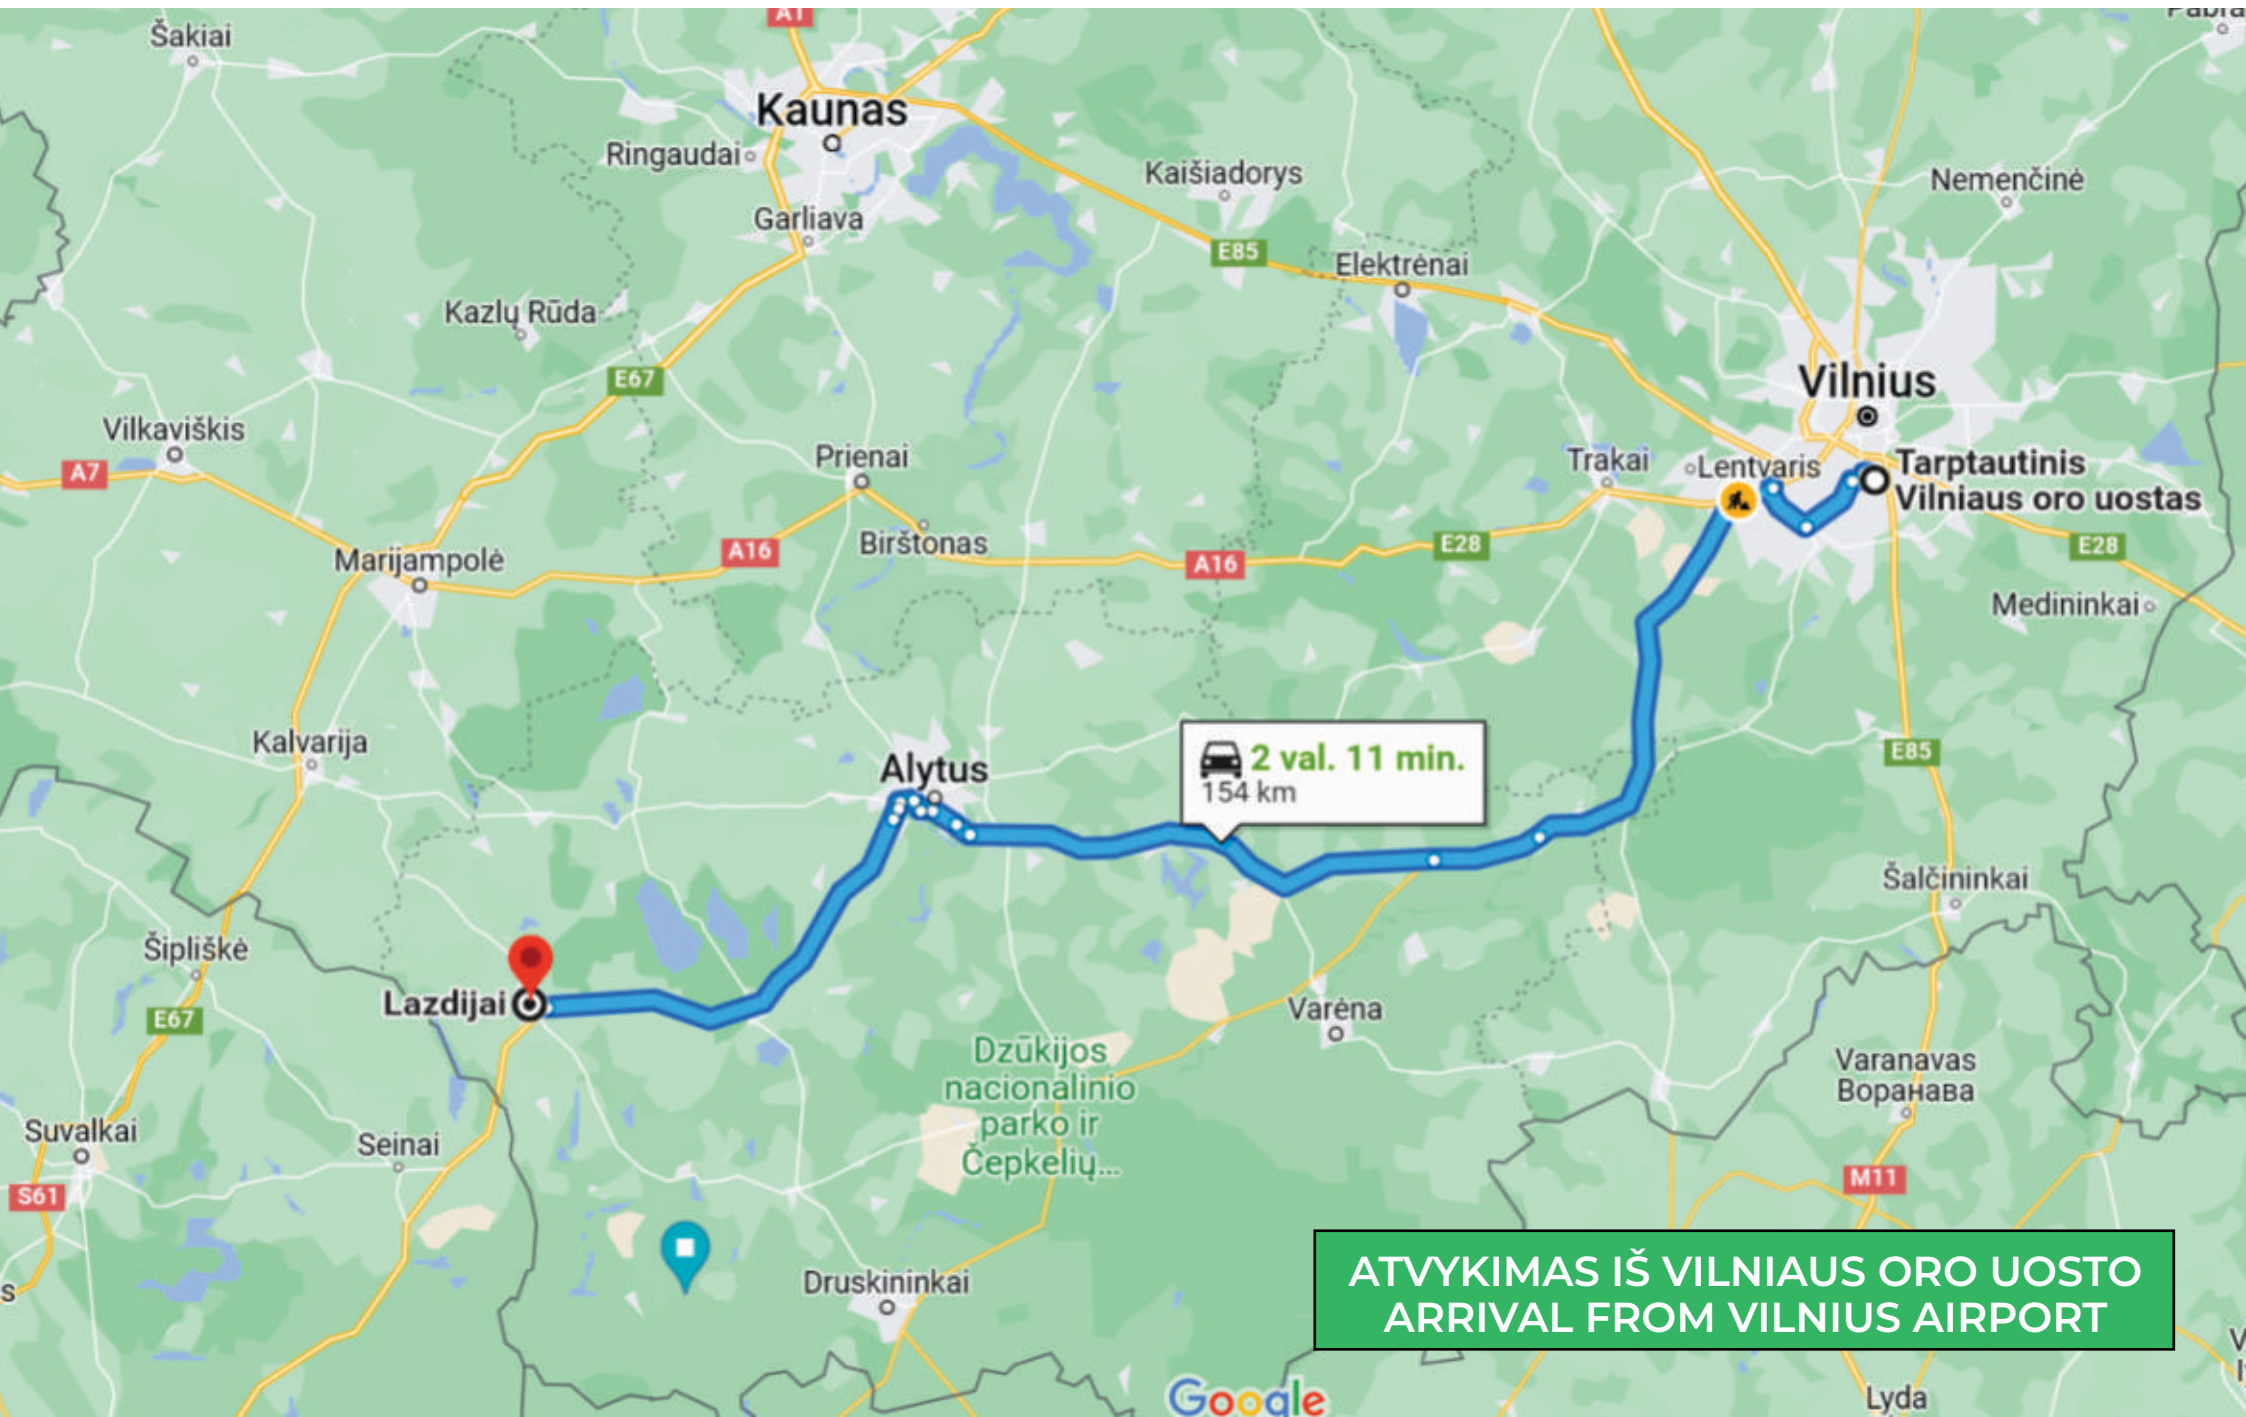 Pabra
Šakiai
A1
Kaunas
Ringaudai
Kaišiadorys
Nemenčinė
Garliava
E85
Elektrėnai
Kazlų Rūda
E67
Vilnius
Vilkaviškis
Prienai
Trakai
Lentvaris
Tarptautinis
Vilniaus oro uostas
A7
Birštonas
A16
A16
E28
E28
Marijampolė
Medininkai
Kalvarija
Alytus
2 val. 11 min.
154 km
E85
Šalčininkai
Šipliškė
Lazdijai
E67
Varėna
Dzūkijos
nacionalinio
parko ir
Čepkelių...
Varanavas
Воранава
Suvalkai
Seinai
S61
M11
s
Druskininkai
ATVYKIMAS IŠ VILNIAUS ORO UOSTO
ARRIVAL FROM VILNIUS AIRPORT
Google
Lyda